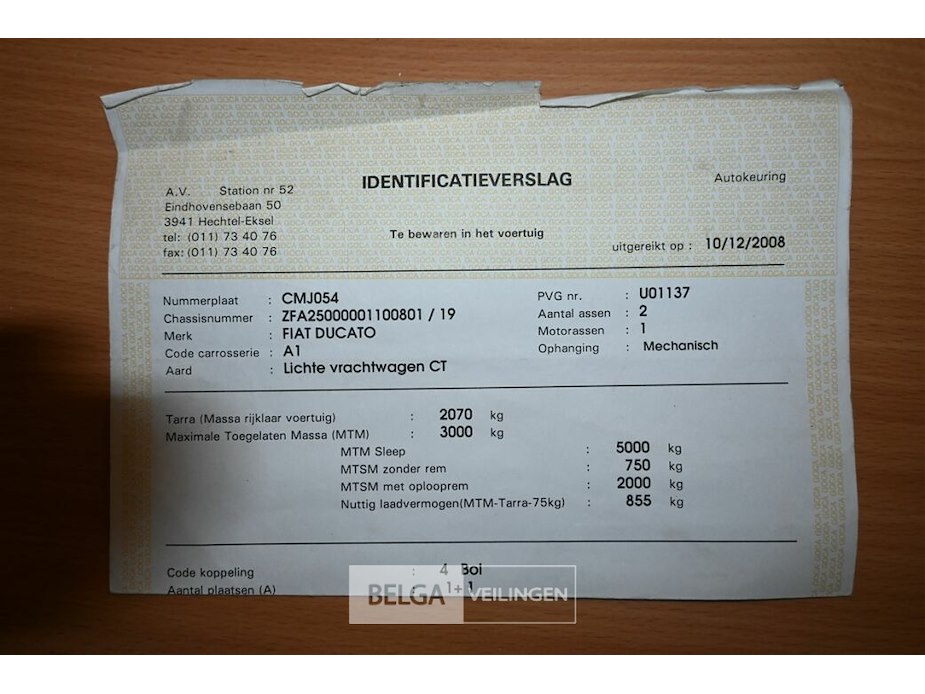 IDENTIFICATIEVERSLAG
Autokeuring
A.V. Station nr 52
Eindhovensebaan 50
3941 Hechtel-Eksel
tel: (011) 73 40 76
fax: (011) 73 40 76
Te bewaren in het voertuig
uitgereikt op : 10/12/2008
Nummerplaat : CMJ054
Chassisnummer : ZFA25000001100801 / 19
Merk : FIAT DUCATO
Code carrosserie : A1
Aard : Lichte vrachtwagen CT
PVG nr. : U01137
Aantal assen : 2
Motorassen : 1
Ophanging : Mechanisch
Tarra (Massa rijklaar voertuig) : 2070 kg
Maximale Toegelaten Massa (MTM) : 3000 kg
MTM Sleep : 5000 kg
MTSM zonder rem : 750 kg
MTSM met oplooprem : 2000 kg
Nuttig laadvermogen(MTM-Tarra-75kg) : 855 kg
Code koppeling : 4 Bol
Aantal plaatsen (A) : 1+1
BELGA VEILINGEN